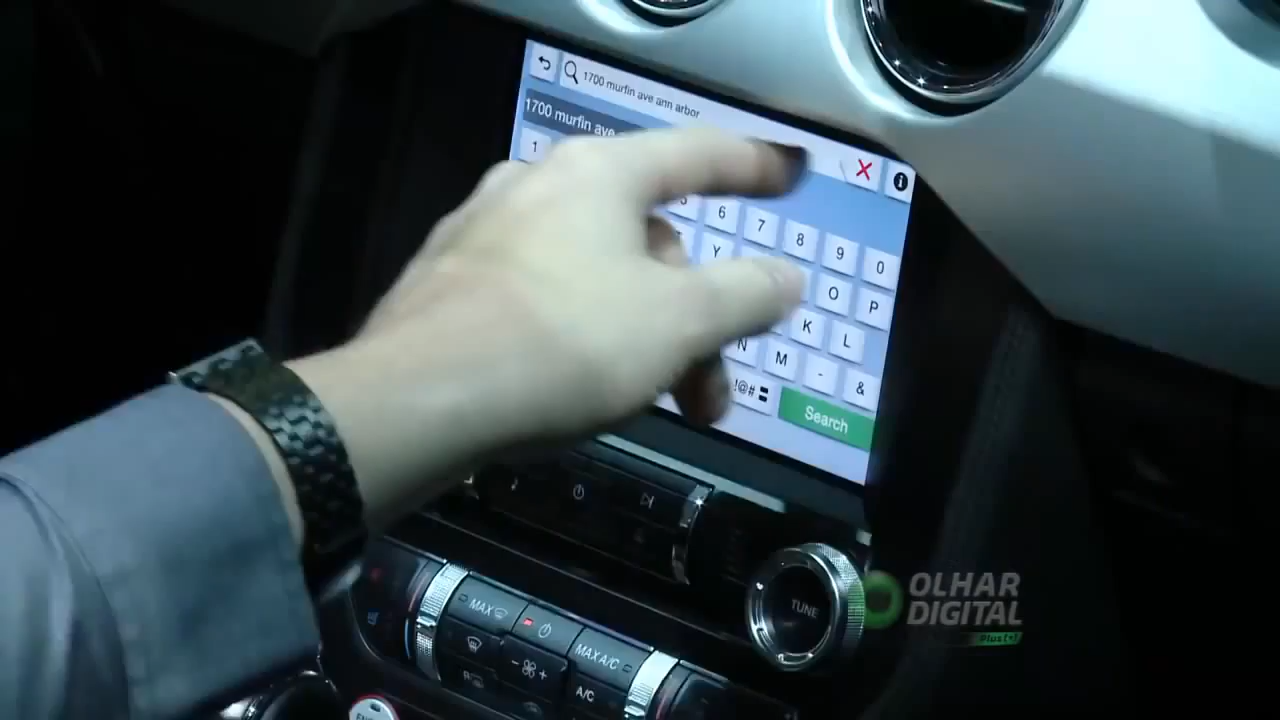 1700 murfin ave ann arbor
1700 murfin ave
1
6 7 8 9 0
Y
O P
K L
N M - &
!@#
Search
MAX
MAX A/C
A/C
R
TUNE
OLHAR
DIGITAL
Plus[+]